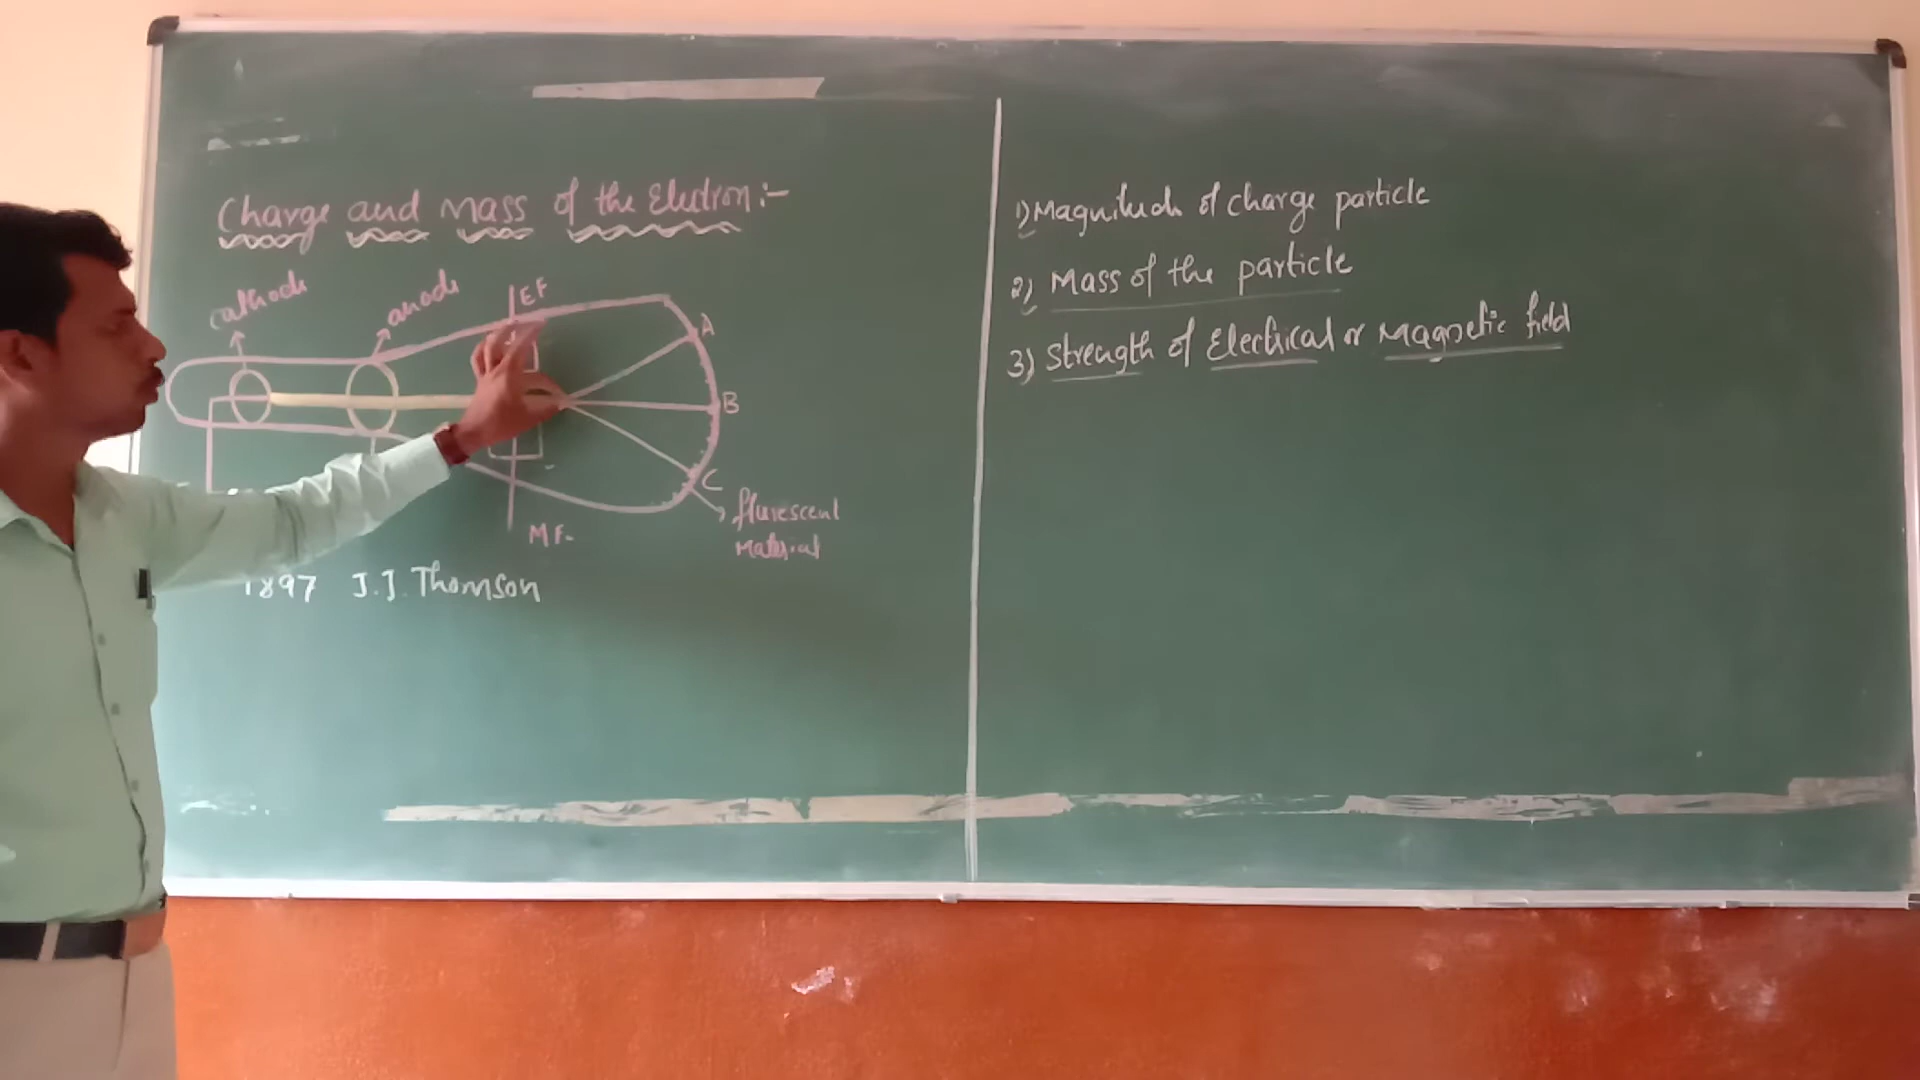 Charge and Mass of the Electron:-
cathode
anode
EF
A
B
C
flurescent
Material
MF-
1897 J.J. Thomson
1) Magnitude of charge particle
2) Mass of the particle
3) Strength of Electrical or Magnetic field